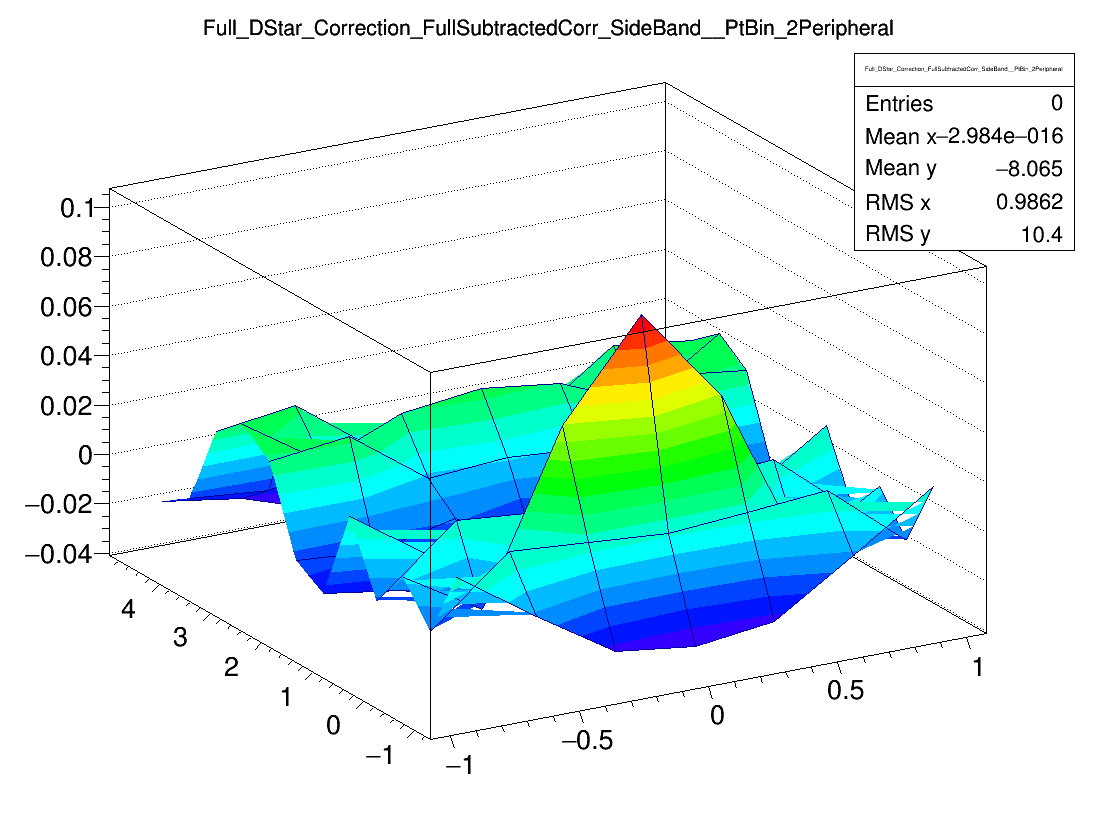 Full_DStar_Correction_FullSubtractedCorr_SideBand__PtBin_2Peripheral
Full_DStar_Correction_FullSubtractedCorr_SideBand__PtBin_2Peripheral
Entries 0
Mean x −2.984e−016
Mean y −8.065
RMS x 0.9862
RMS y 10.4
0.1
0.08
0.06
0.04
0.02
0
−0.02
−0.04
4
3
2
1
0
−1
−1
−0.5
0
0.5
1